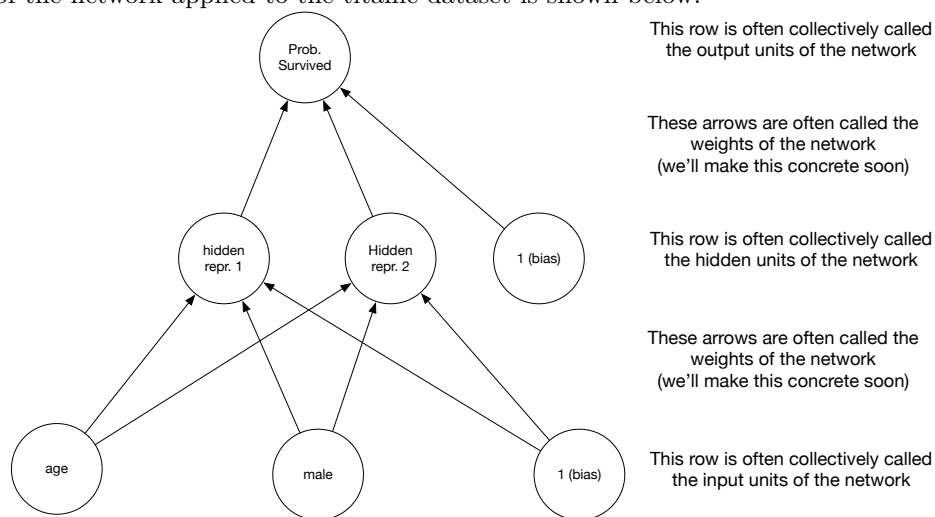 of the network applied to the titanic dataset is shown below.
Prob.
Survived
This row is often collectively called
the output units of the network
These arrows are often called the
weights of the network
(we'll make this concrete soon)
hidden
repr. 1
Hidden
repr. 2
1 (bias)
This row is often collectively called
the hidden units of the network
These arrows are often called the
weights of the network
(we'll make this concrete soon)
age
male
1 (bias)
This row is often collectively called
the input units of the network